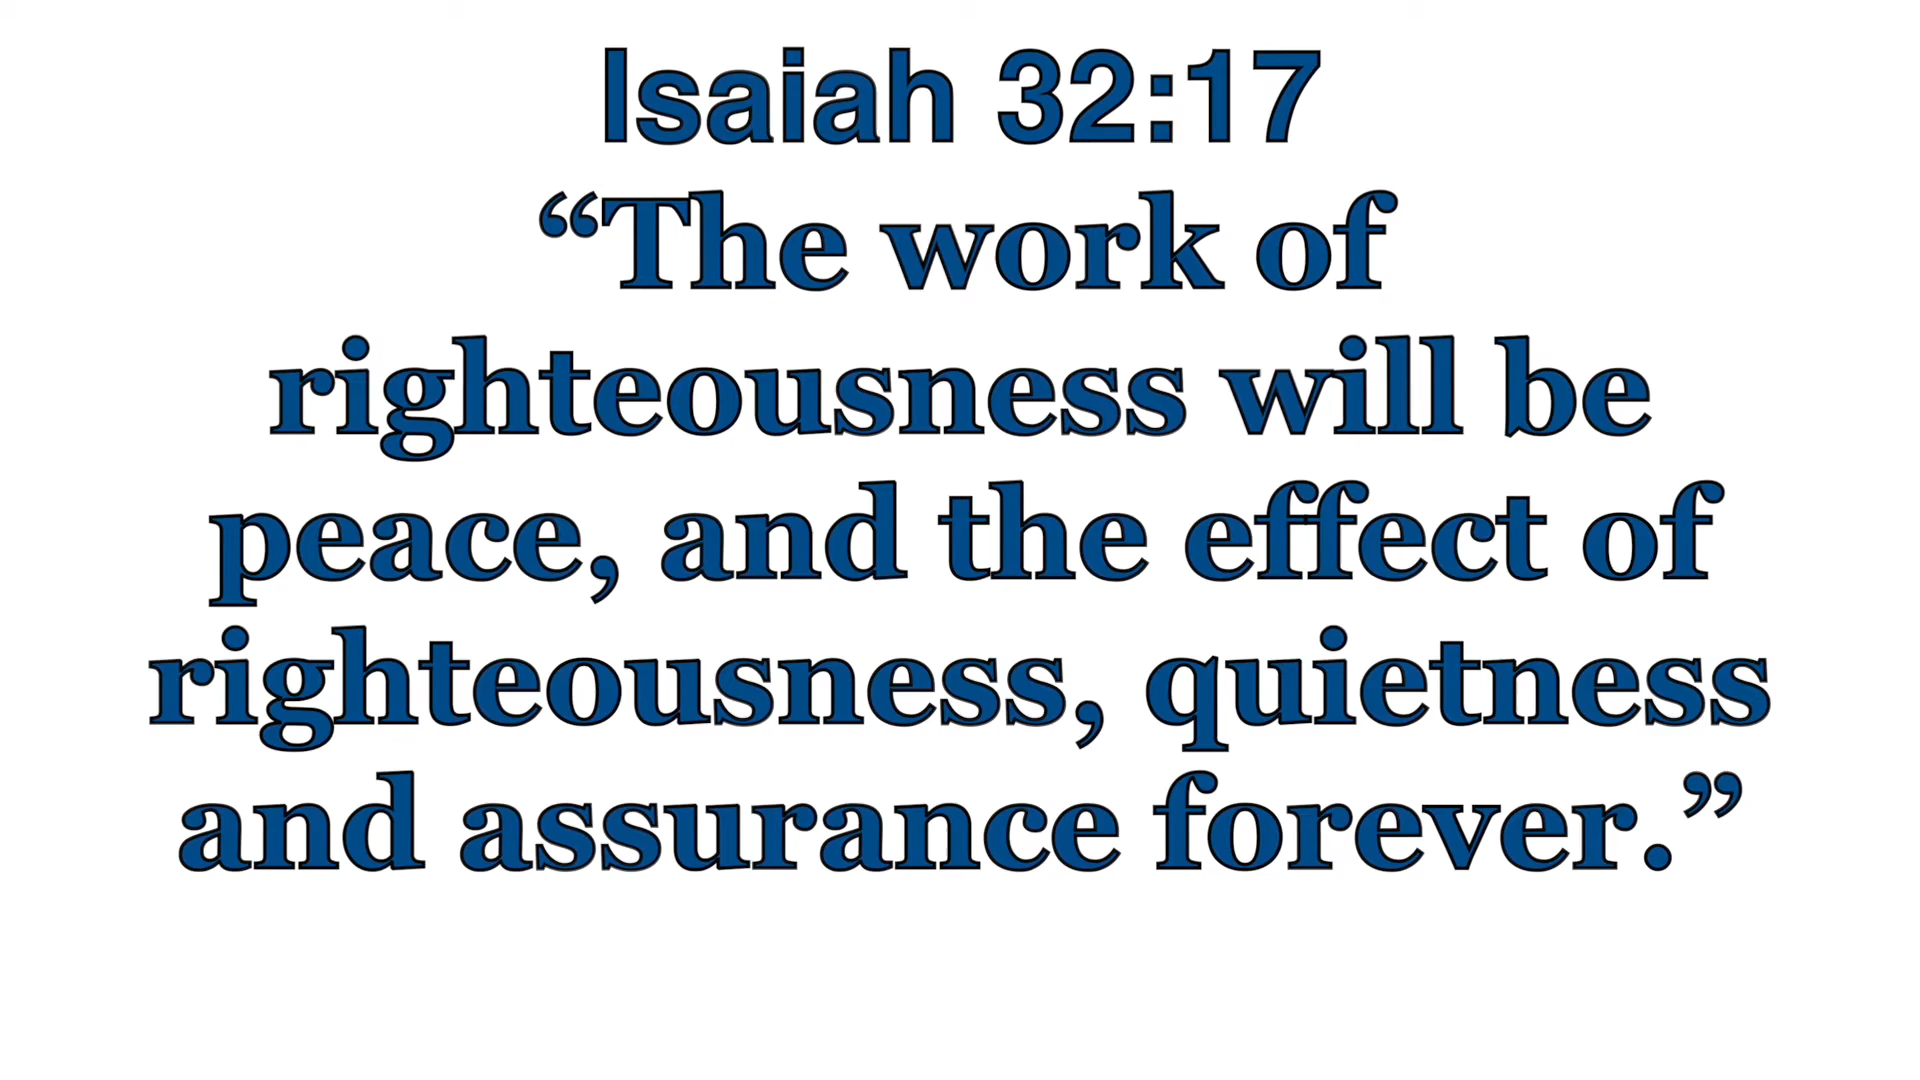 Isaiah 32:17
“The work of
righteousness will be
peace, and the effect of
righteousness, quietness
and assurance forever.”